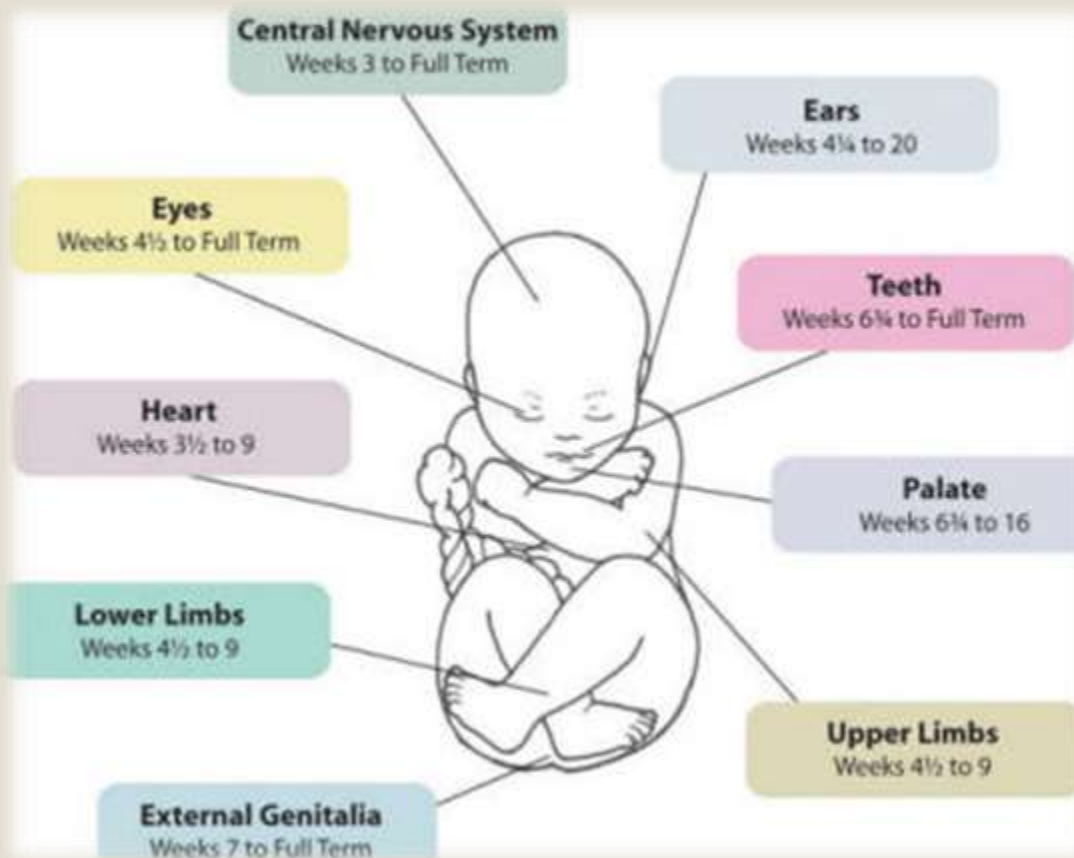 Central Nervous System
Weeks 3 to Full Term
Ears
Weeks 4¼ to 20
Eyes
Weeks 4½ to Full Term
Teeth
Weeks 6¾ to Full Term
Heart
Weeks 3½ to 9
Palate
Weeks 6¾ to 16
Lower Limbs
Weeks 4½ to 9
Upper Limbs
Weeks 4½ to 9
External Genitalia
Weeks 7 to Full Term